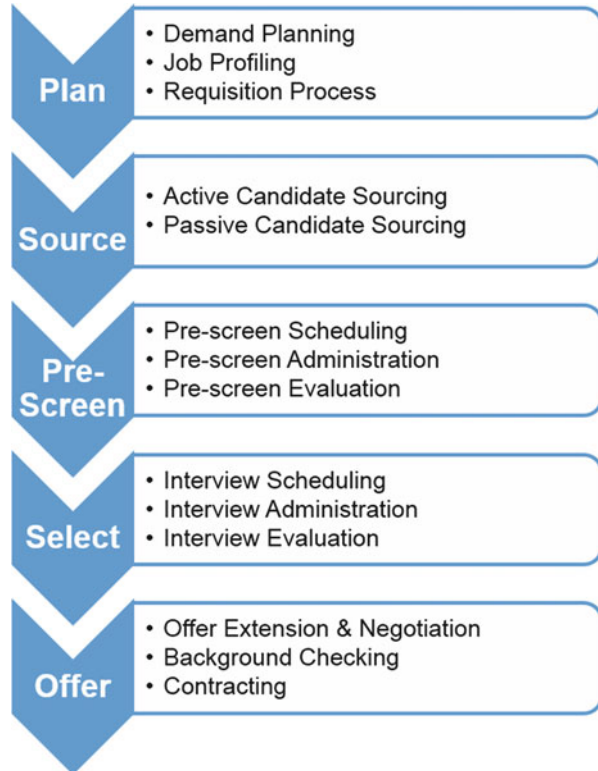 Plan
• Demand Planning
• Job Profiling
• Requisition Process
Source
• Active Candidate Sourcing
• Passive Candidate Sourcing
Pre-
Screen
• Pre-screen Scheduling
• Pre-screen Administration
• Pre-screen Evaluation
Select
• Interview Scheduling
• Interview Administration
• Interview Evaluation
Offer
• Offer Extension & Negotiation
• Background Checking
• Contracting